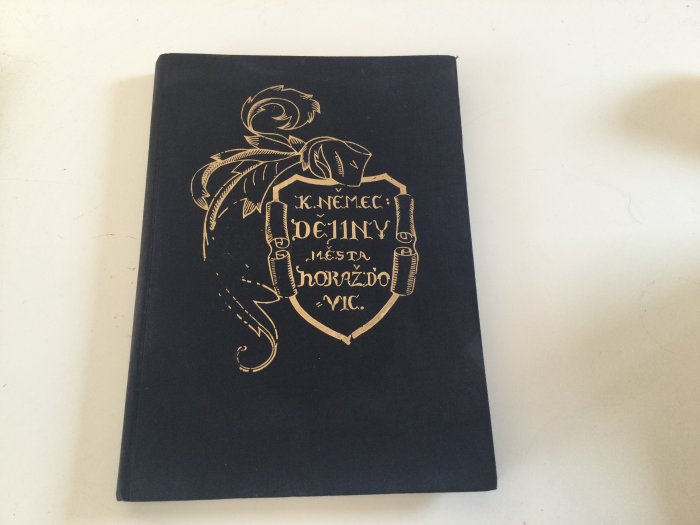 K. NĚMEC:
DĚJINY
MĚSTA
HORAŽĎO
=VIC.